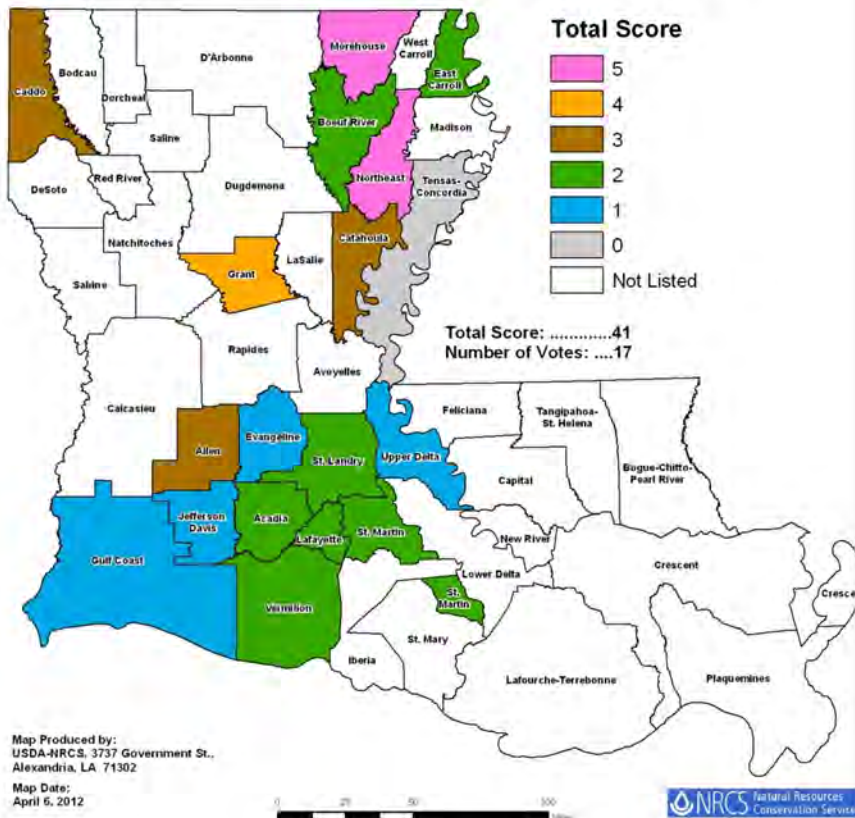 Total Score
5
4
3
2
1
0
Not Listed
Total Score: .............41
Number of Votes: ....17
Morehouse
West
Carroll
East
Carroll
D'Arbonne
Bodcau
Dorcheat
Caddo
Boeuf River
Madison
Saline
Red River
DeSoto
Dugdemona
Northeast
Tensas-
Concordia
Natchitoches
Catahoula
LaSalle
Grant
Sabine
Rapides
Avoyelles
Calcasieu
Feliciana
Tangipahoa-
St. Helena
Evangeline
Allen
St. Landry
Upper Delta
Capital
Bogue-Chitto-
Pearl River
Jefferson
Davis
Acadia
Lafayette
St. Martin
New River
Gulf Coast
Lower Delta
Crescent
Vermilion
St.
Martin
St. Mary
Iberia
Lafourche-Terrebonne
Plaquemines
Map Produced by:
USDA-NRCS, 3737 Government St.,
Alexandria, LA 71302
Map Date:
April 6, 2012
0 25 50 100
NRCS Natural Resources
Conservation Service